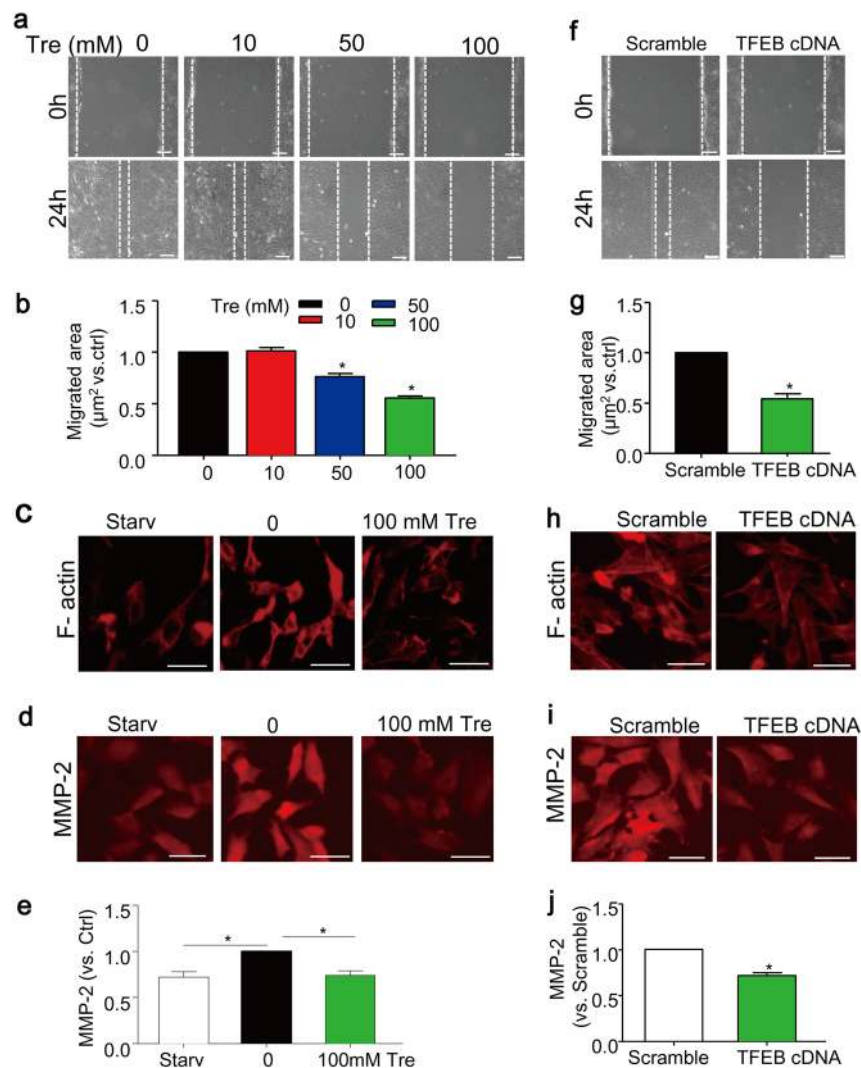 a
Tre (mM) 0 10 50 100
0h
24h
b
Tre (mM) 0 50
10 100
Migrated area
(µm² vs.ctrl)
1.5
1.0
0.5
0.0
* *
0 10 50 100
c
Starv 0 100 mM Tre
F- actin
d
Starv 0 100 mM Tre
MMP-2
e
MMP-2 (vs. Ctrl)
1.5
1.0
0.5
0.0
* *
Starv 0 100mM Tre
f
Scramble TFEB cDNA
0h
24h
g
Migrated area
(µm² vs.ctrl)
1.5
1.0
0.5
0.0
*
Scramble TFEB cDNA
h
Scramble TFEB cDNA
F- actin
i
Scramble TFEB cDNA
MMP-2
j
MMP-2
(vs. Scramble)
1.5
1.0
0.5
0.0
*
Scramble TFEB cDNA